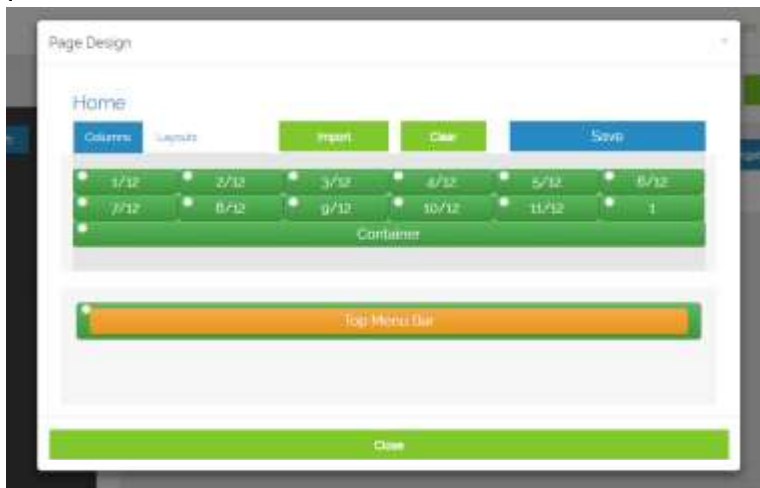 Page Design
Home
Columns Layouts Import Clear Save
1/12 2/12 3/12 4/12 5/12 6/12
7/12 8/12 9/12 10/12 11/12 1
Container
Top Menu Bar
Close